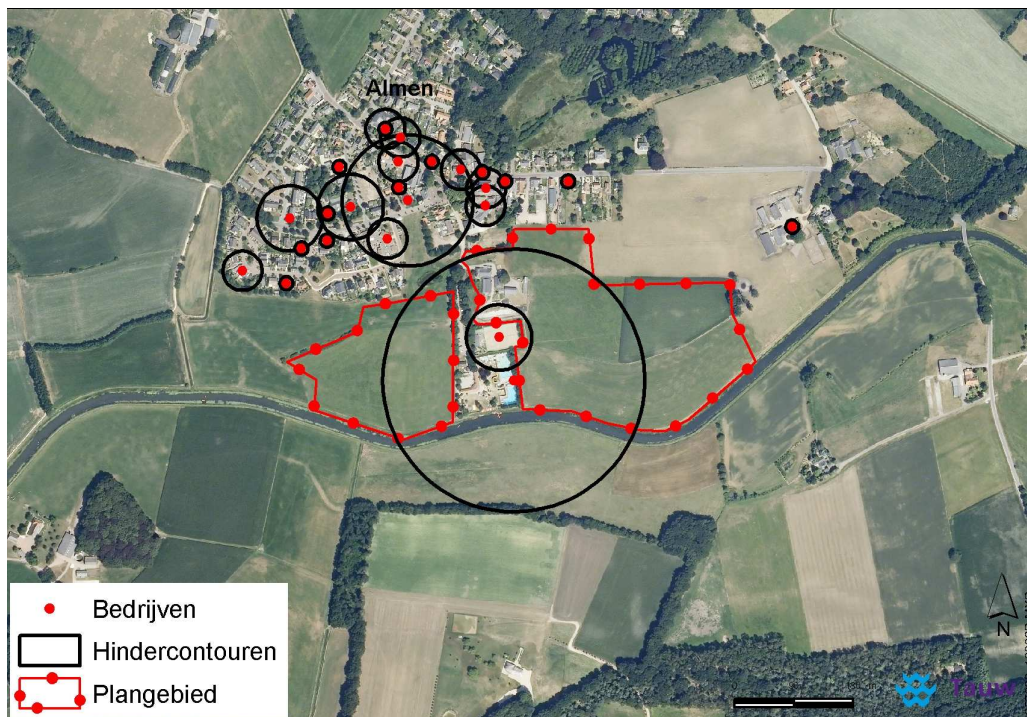 Almen
Bedrijven
Hindercontouren
Plangebied
N
Tauw